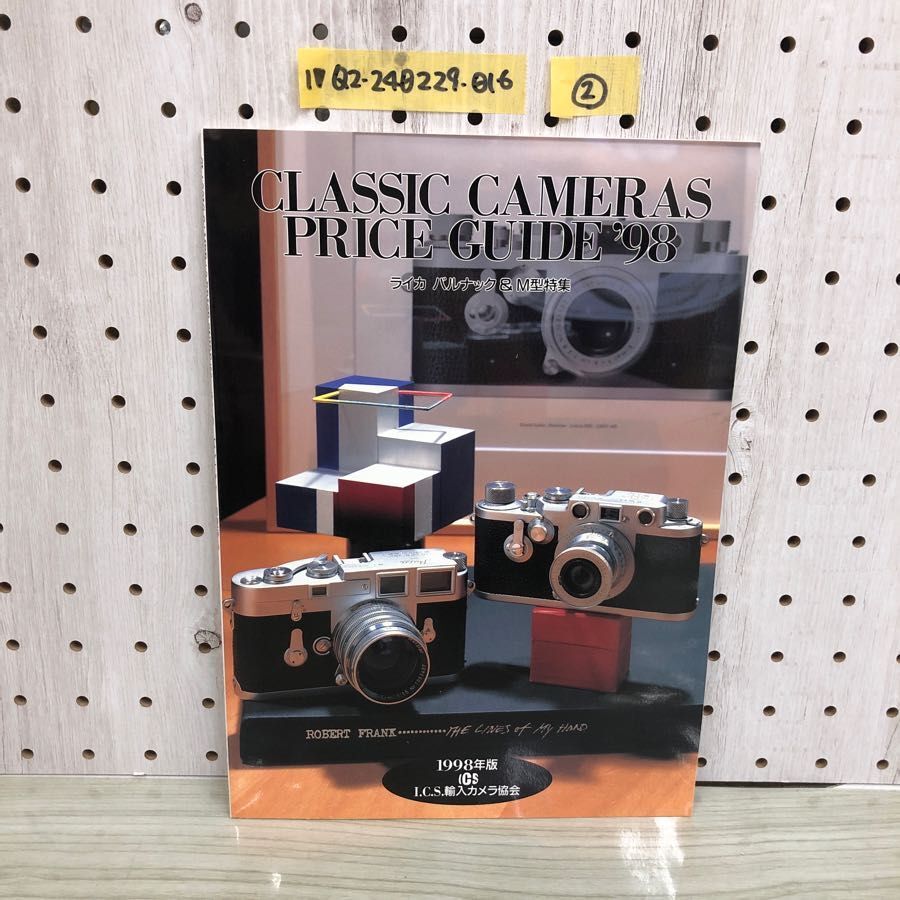 1▼Q2-240229-016
②
CLASSIC CAMERAS
PRICE GUIDE '98
ライカ バルナック & M型特集
ROBERT FRANK............THE LINES of MY HAND
1998年版
ICS
I.C.S.輸入カメラ協会